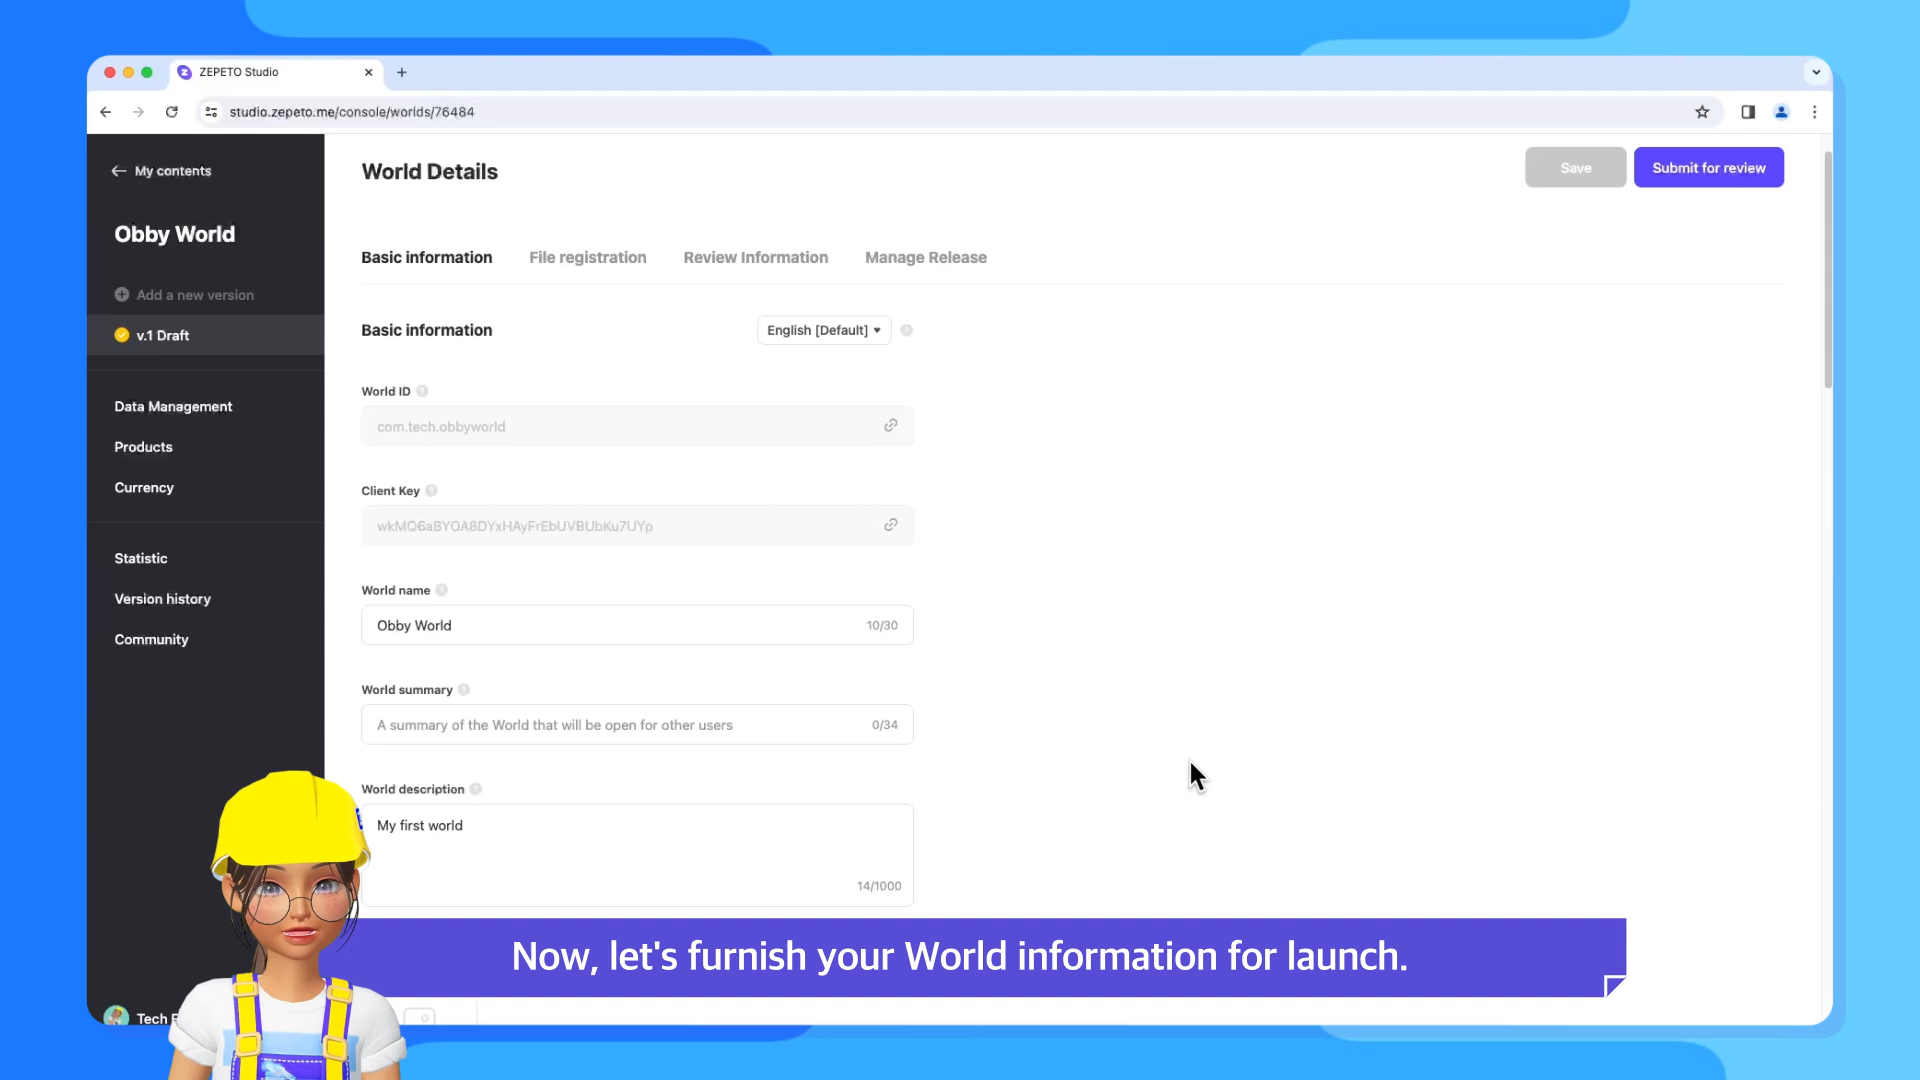 ZEPETO Studio
studio.zepeto.me/console/worlds/76484
My contents
World Details
Save
Submit for review
Obby World
Basic information
File registration
Review Information
Manage Release
Add a new version
v.1 Draft
Basic information
English [Default]
World ID
com.tech.obbyworld
Data Management
Products
Currency
Client Key
wkMQ6aBYOA8DYxHAyFrEbUVBUbKu7UYp
Statistic
Version history
Community
World name
Obby World
10/30
World summary
A summary of the World that will be open for other users
0/34
World description
My first world
14/1000
Now, let's furnish your World information for launch.
Tech